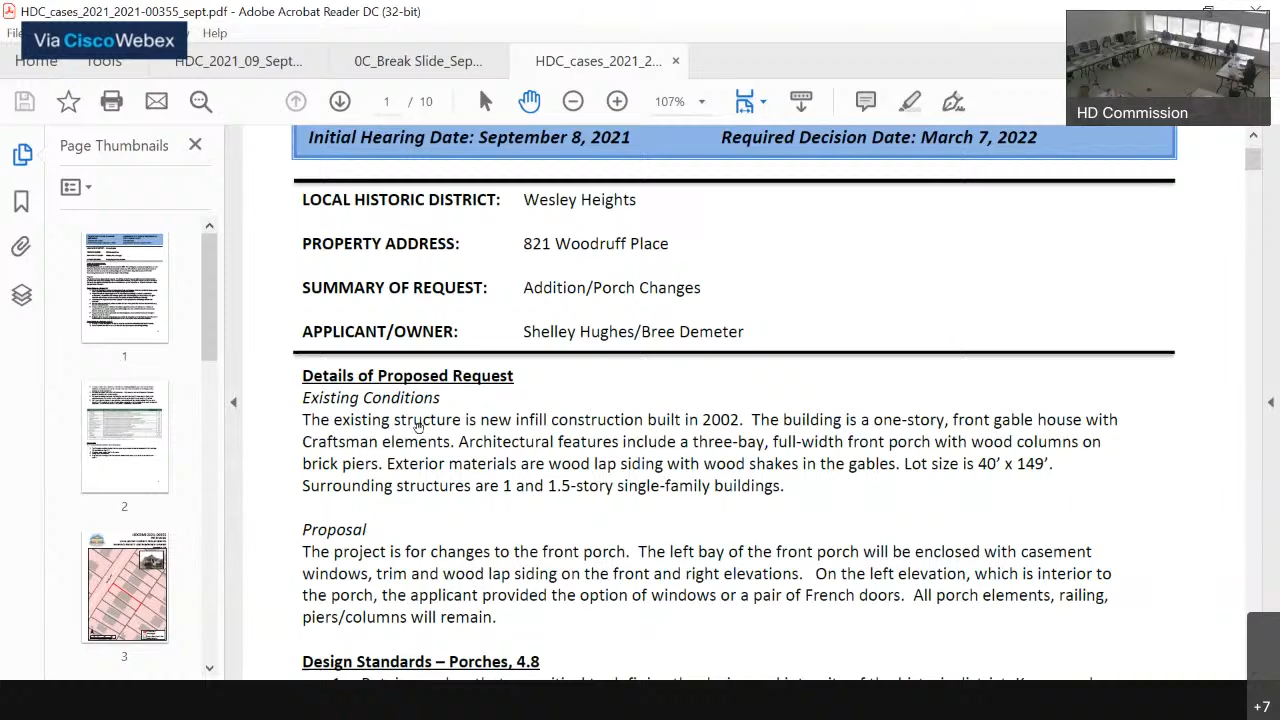 HDC_cases_2021_2021-00355_sept.pdf - Adobe Acrobat Reader DC (32-bit)
Help
Via Cisco Webex
Home Tools HDC_2021_09_Sept... 0C_Break Slide_Sep... HDC_cases_2021_2... ×
1 / 10 107%
HD Commission
Page Thumbnails
1
2
3
Initial Hearing Date: September 8, 2021 Required Decision Date: March 7, 2022
LOCAL HISTORIC DISTRICT: Wesley Heights
PROPERTY ADDRESS: 821 Woodruff Place
SUMMARY OF REQUEST: Addition/Porch Changes
APPLICANT/OWNER: Shelley Hughes/Bree Demeter
Details of Proposed Request
Existing Conditions
The existing structure is new infill construction built in 2002. The building is a one-story, front gable house with
Craftsman elements. Architectural features include a three-bay, full-width front porch with wood columns on
brick piers. Exterior materials are wood lap siding with wood shakes in the gables. Lot size is 40' x 149'.
Surrounding structures are 1 and 1.5-story single-family buildings.
Proposal
The project is for changes to the front porch. The left bay of the front porch will be enclosed with casement
windows, trim and wood lap siding on the front and right elevations. On the left elevation, which is interior to
the porch, the applicant provided the option of windows or a pair of French doors. All porch elements, railing,
piers/columns will remain.
Design Standards – Porches, 4.8
+7